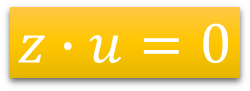 z · u = 0